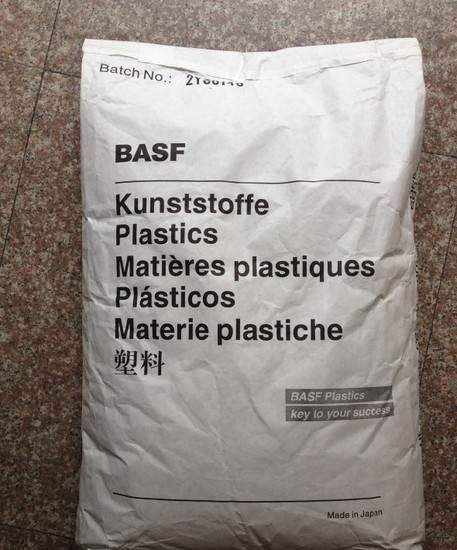 Batch No.:
BASF
Kunststoffe
Plastics
Matières plastiques
Plásticos
Materie plastiche
塑料
BASF Plastics
key to your success
Made in Japan